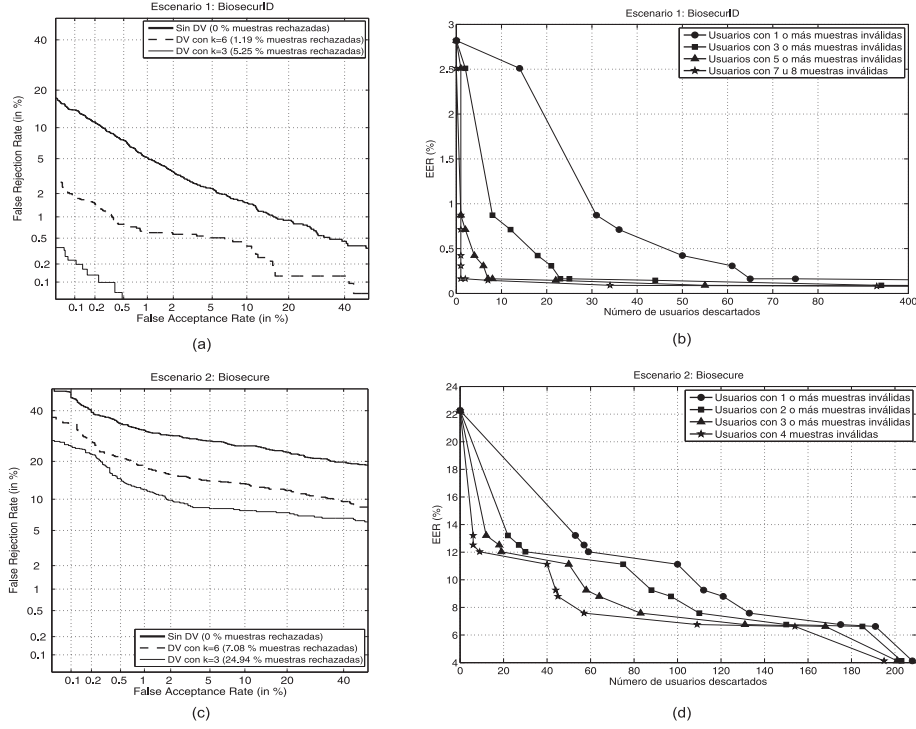 Escenario 1: BiosecurID
Sin DV (0 % muestras rechazadas)
DV con k=6 (1.19 % muestras rechazadas)
DV con k=3 (5.25 % muestras rechazadas)
40
20
10
5
2
1
0.5
0.2
0.1
False Rejection Rate (in %)
0.1 0.2 0.5 1 2 5 10 20 40
False Acceptance Rate (in %)
(a)
Escenario 1: BiosecurID
Usuarios con 1 o más muestras inválidas
Usuarios con 3 o más muestras inválidas
Usuarios con 5 o más muestras inválidas
Usuarios con 7 u 8 muestras inválidas
3
2.5
2
1.5
1
0.5
0
EER (%)
0 10 20 30 40 50 60 70 80 400
Número de usuarios descartados
(b)
Escenario 2: Biosecure
40
20
10
5
2
1
0.5
0.2
0.1
False Rejection Rate (in %)
Sin DV (0 % muestras rechazadas)
DV con k=6 (7.08 % muestras rechazadas)
DV con k=3 (24.94 % muestras rechazadas)
0.1 0.2 0.5 1 2 5 10 20 40
False Acceptance Rate (in %)
(c)
Escenario 2: Biosecure
Usuarios con 1 o más muestras inválidas
Usuarios con 2 o más muestras inválidas
Usuarios con 3 o más muestras inválidas
Usuarios con 4 muestras inválidas
24
22
20
18
16
14
12
10
8
6
4
EER (%)
0 20 40 60 80 100 120 140 160 180 200
Número de usuarios descartados
(d)